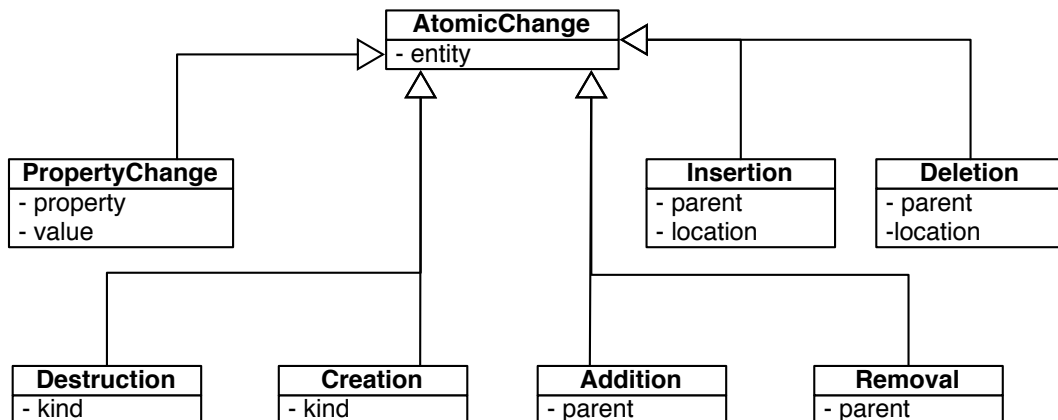 AtomicChange
- entity
PropertyChange
- property
- value
Insertion
- parent
- location
Deletion
- parent
-location
Destruction
- kind
Creation
- kind
Addition
- parent
Removal
- parent